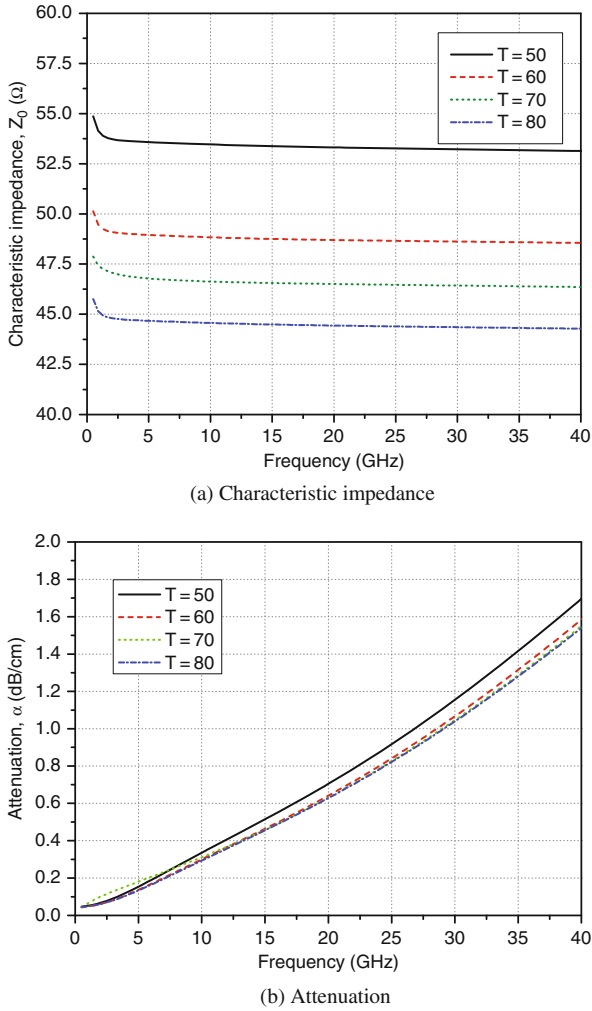 60.0
57.5
55.0
52.5
50.0
47.5
45.0
42.5
40.0
Characteristic impedance, Z₀ (Ω)
T = 50
T = 60
T = 70
T = 80
0 5 10 15 20 25 30 35 40
Frequency (GHz)
(a) Characteristic impedance
2.0
1.8
1.6
1.4
1.2
1.0
0.8
0.6
0.4
0.2
0.0
Attenuation, α (dB/cm)
T = 50
T = 60
T = 70
T = 80
0 5 10 15 20 25 30 35 40
Frequency (GHz)
(b) Attenuation